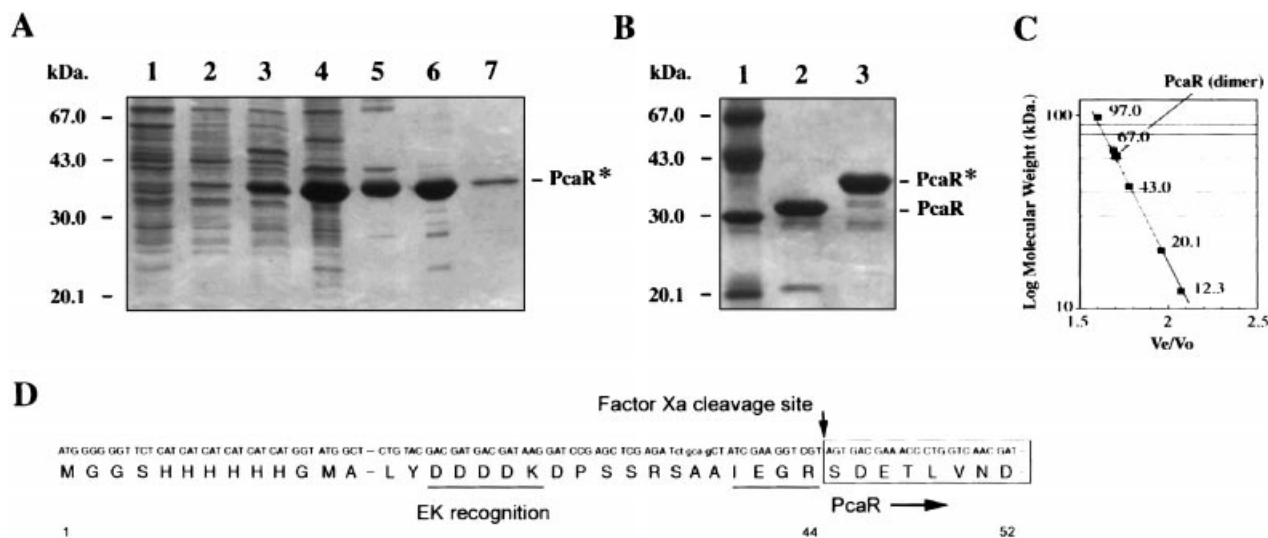 A
kDa.
1 2 3 4 5 6 7
67.0 –
43.0 –
30.0 –
20.1 –
– PcaR*
B
kDa.
1 2 3
67.0 –
43.0 –
30.0 –
20.1 –
– PcaR*
– PcaR
C
PcaR (dimer)
Log Molecular Weight (kDa.)
100
10
97.0
67.0
43.0
20.1
12.3
1.5 2 2.5
Ve/Vo
D
Factor Xa cleavage site
ATG GGG GGT TCT CAT CAT CAT CAT CAT CAT GGT ATG GCT – CTG TAC GAC GAT GAC GAT AAG GAT CCG AGC TCG AGA Tct gca gCT ATC GAA GGT CGT AGT GAC GAA ACC CTG GTC AAC GAT -
M G G S H H H H H H G M A – L Y D D D D K D P S S R S A A I E G R S D E T L V N D –
EK recognition
PcaR
1 44 52